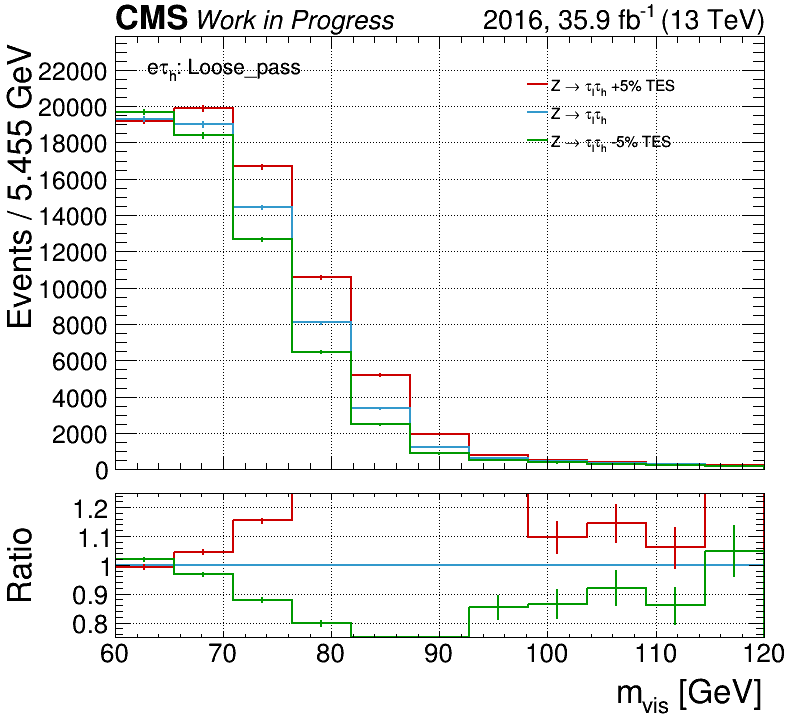 CMS Work in Progress 2016, 35.9 fb⁻¹ (13 TeV)
eτₕ: Loose_pass
Z → τₗτₕ +5% TES
Z → τₗτₕ
Z → τₗτₕ -5% TES
Events / 5.455 GeV
22000
20000
18000
16000
14000
12000
10000
8000
6000
4000
2000
0
Ratio
1.2
1.1
1
0.9
0.8
60 70 80 90 100 110 120
m_vis [GeV]